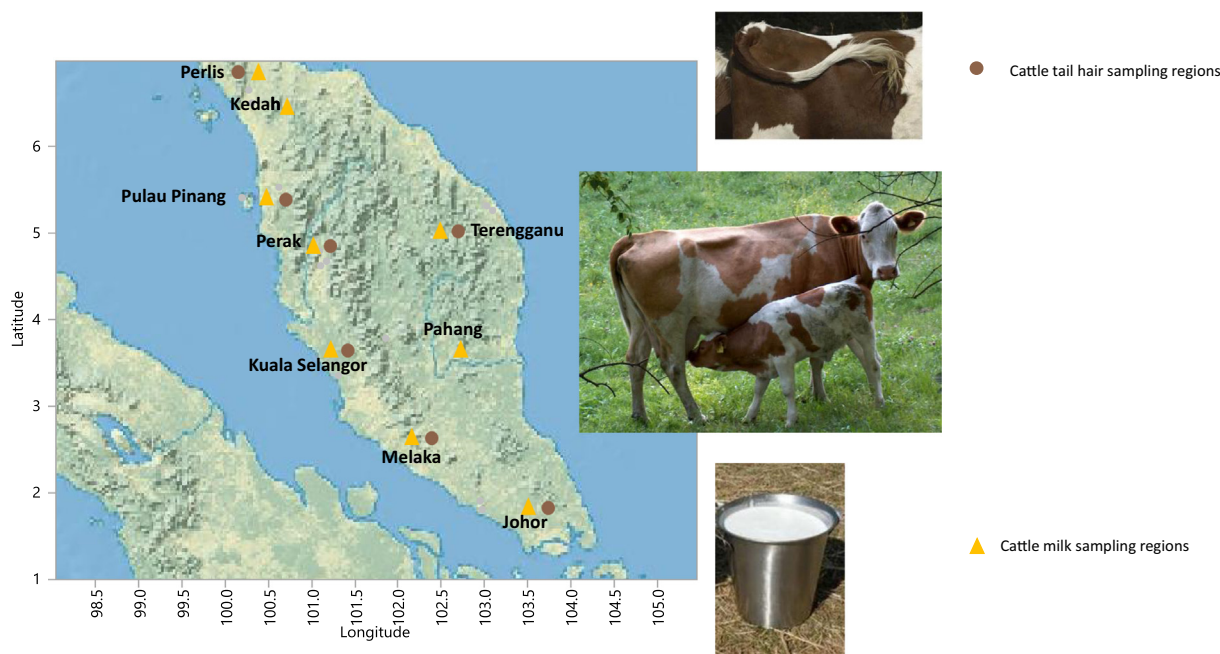 Perlis
Kedah
Pulau Pinang
Perak
Terengganu
Pahang
Kuala Selangor
Melaka
Johor
Latitude
6
5
4
3
2
1
98.5
99.0
99.5
100.0
100.5
101.0
101.5
102.0
102.5
103.0
103.5
104.0
104.5
105.0
Longitude
Cattle tail hair sampling regions
Cattle milk sampling regions